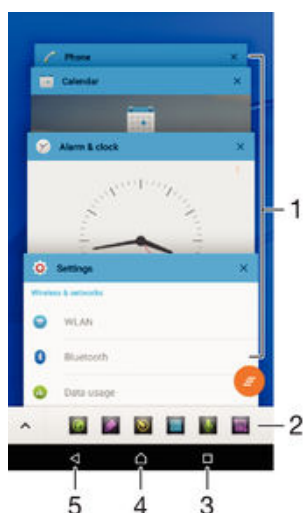 Phone
Calendar
Alarm & clock
1
Settings
Wireless & networks
WLAN
Bluetooth
Data usage
2
5 4 3